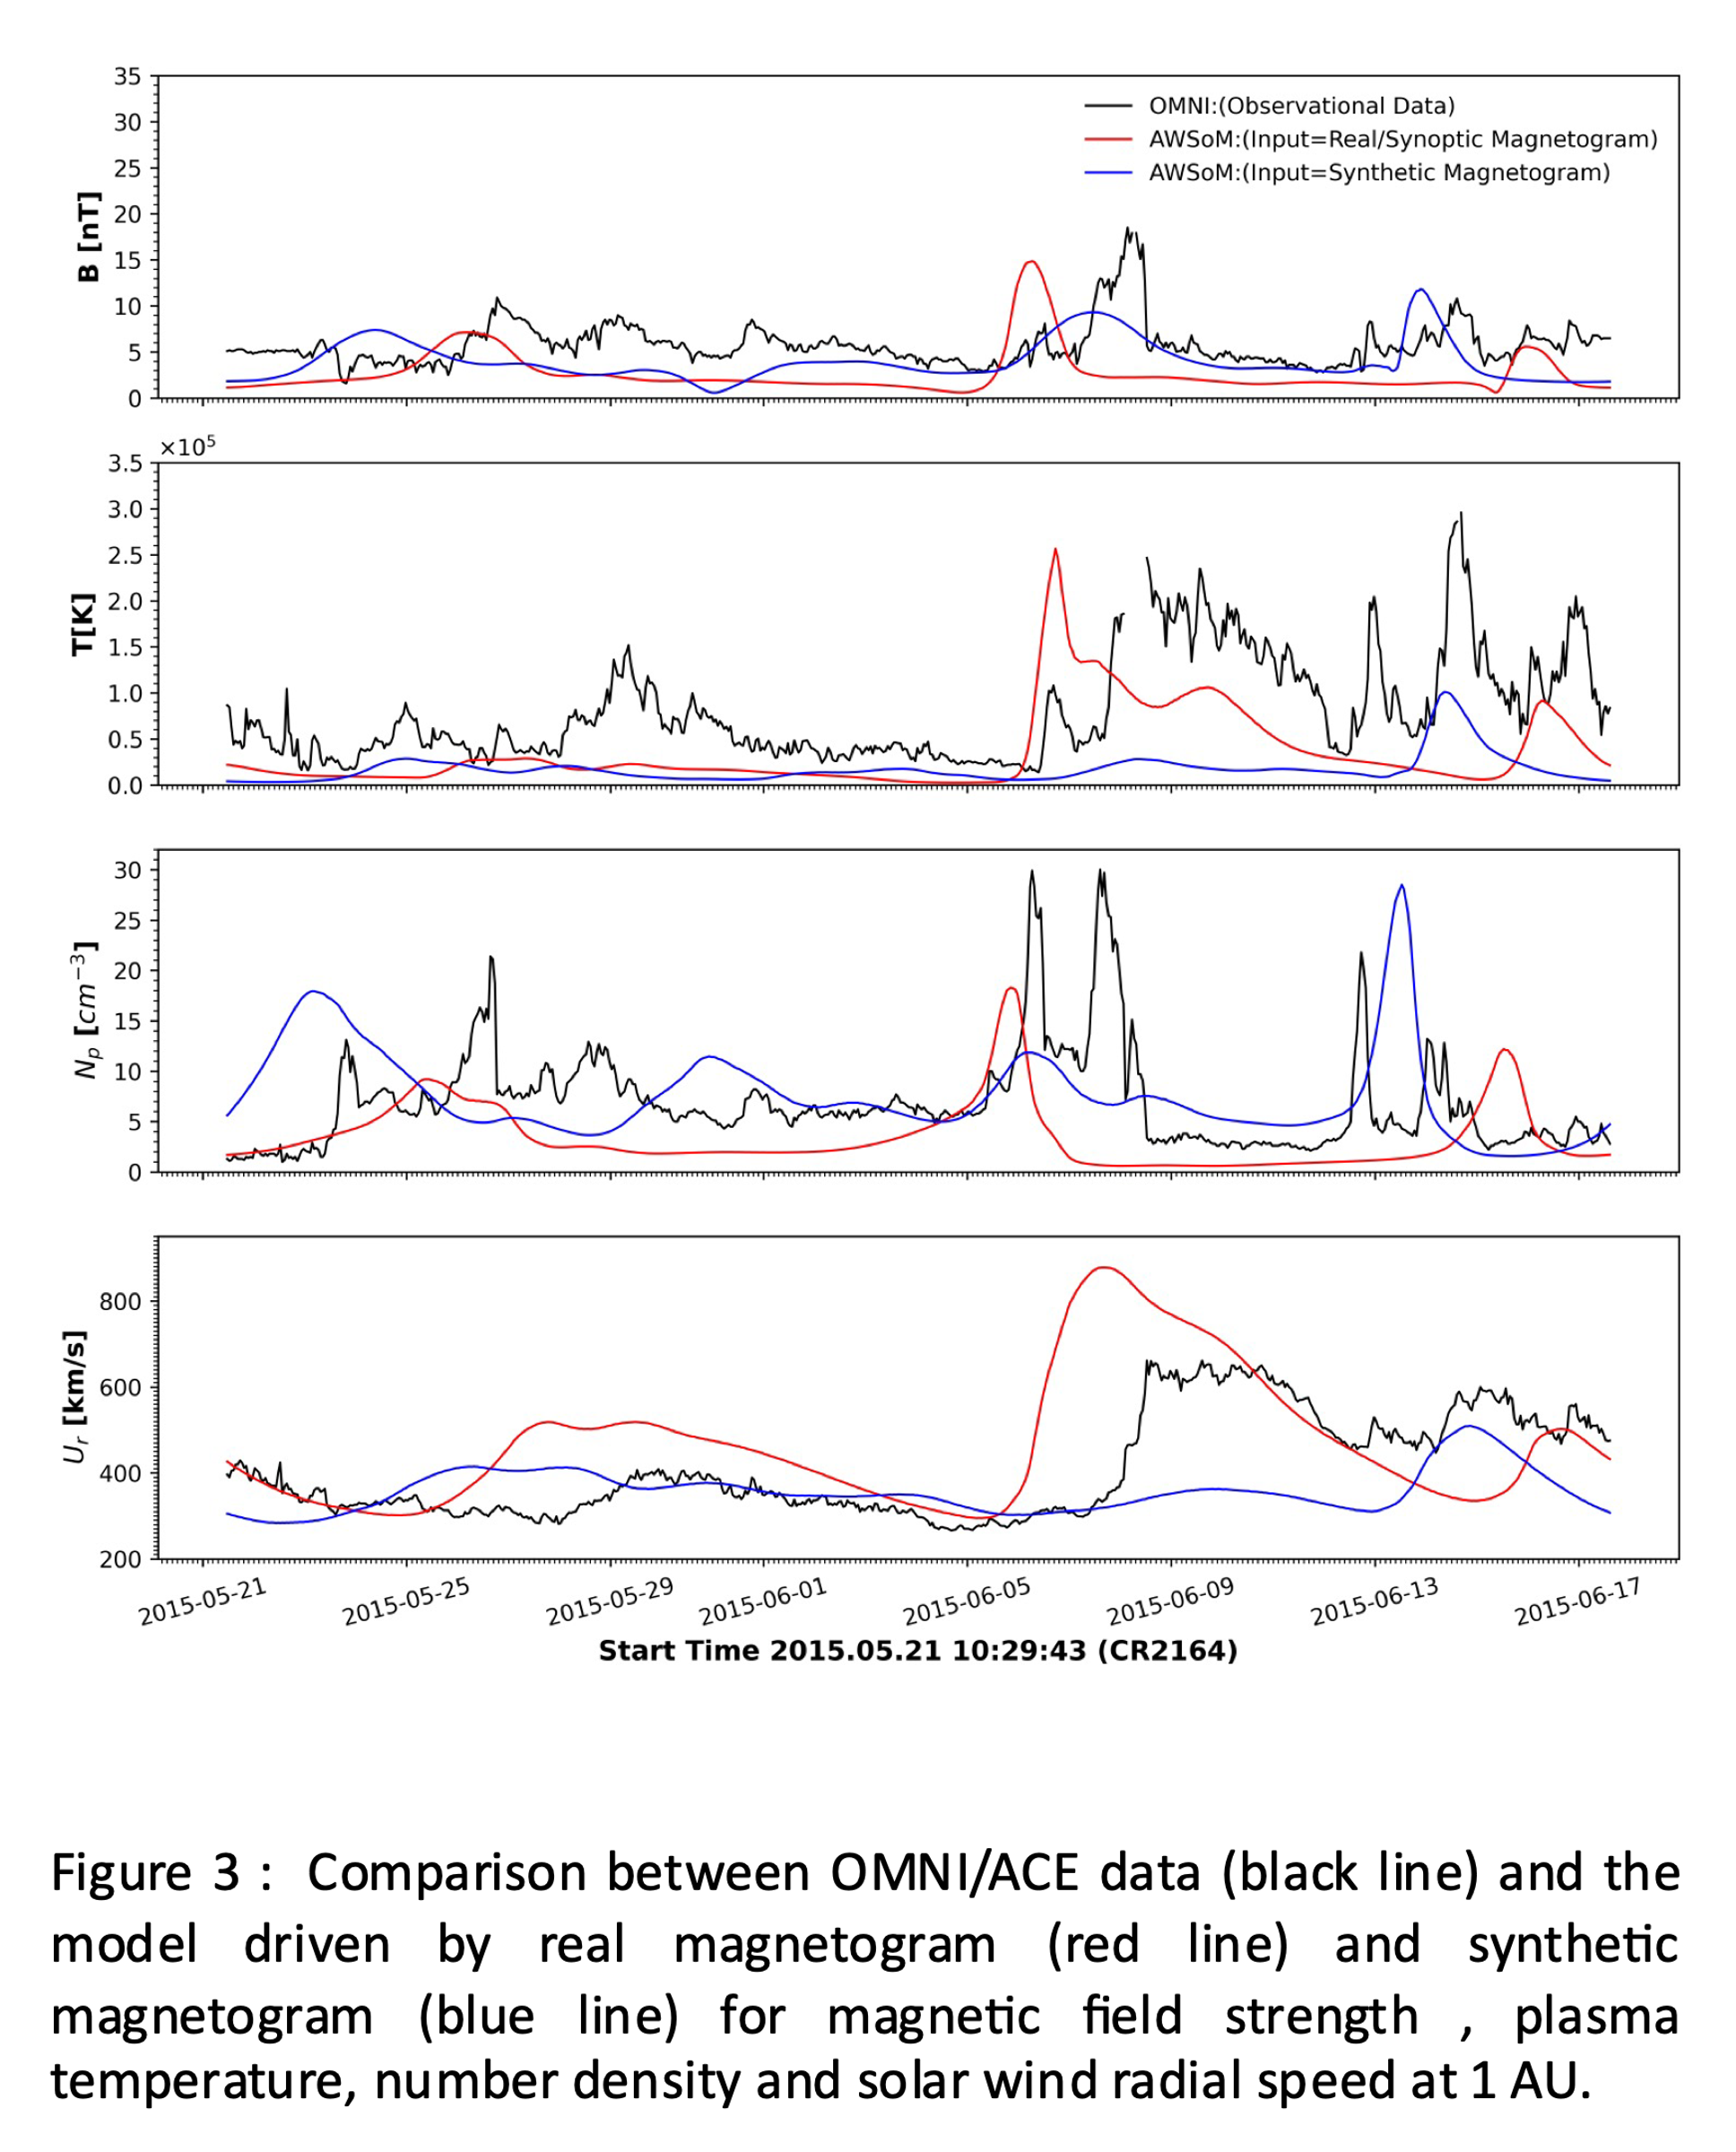 35
30
25
20
15
10
5
0
B [nT]
OMNI:(Observational Data)
AWSoM:(Input=Real/Synoptic Magnetogram)
AWSoM:(Input=Synthetic Magnetogram)
×10⁵
3.5
3.0
2.5
2.0
1.5
1.0
0.5
0.0
T[K]
30
25
20
15
10
5
0
Nₚ [cm⁻³]
800
600
400
200
Uᵣ [km/s]
2015-05-21 2015-05-25 2015-05-29 2015-06-01 2015-06-05 2015-06-09 2015-06-13 2015-06-17
Start Time 2015.05.21 10:29:43 (CR2164)
Figure 3 : Comparison between OMNI/ACE data (black line) and the
model driven by real magnetogram (red line) and synthetic
magnetogram (blue line) for magnetic field strength , plasma
temperature, number density and solar wind radial speed at 1 AU.